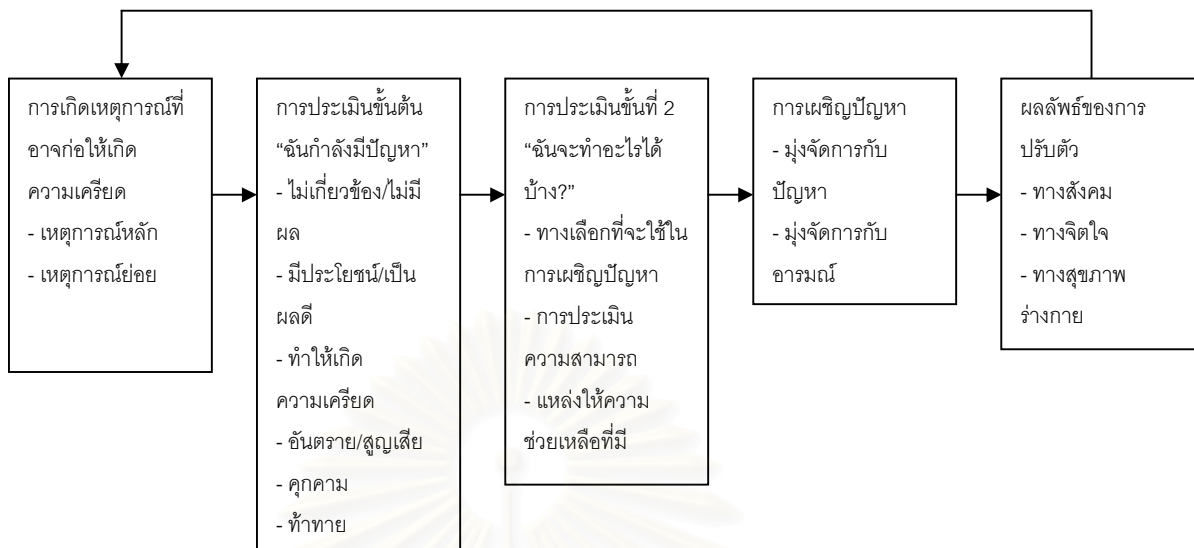 การเกิดเหตุการณ์ที่
อาจก่อให้เกิด
ความเครียด
- เหตุการณ์หลัก
- เหตุการณ์ย่อย
การประเมินขั้นต้น
“ฉันกำลังมีปัญหา”
- ไม่เกี่ยวข้อง/ไม่มี
ผล
- มีประโยชน์/เป็น
ผลดี
- ทำให้เกิด
ความเครียด
- อันตราย/สูญเสีย
- คุกคาม
- ท้าทาย
การประเมินขั้นที่ 2
“ฉันจะทำอะไรได้
บ้าง?”
- ทางเลือกที่จะใช้ใน
การเผชิญปัญหา
- การประเมิน
ความสามารถ
- แหล่งให้ความ
ช่วยเหลือที่มี
การเผชิญปัญหา
- มุ่งจัดการกับ
ปัญหา
- มุ่งจัดการกับ
อารมณ์
ผลลัพธ์ของการ
ปรับตัว
- ทางสังคม
- ทางจิตใจ
- ทางสุขภาพ
ร่างกาย